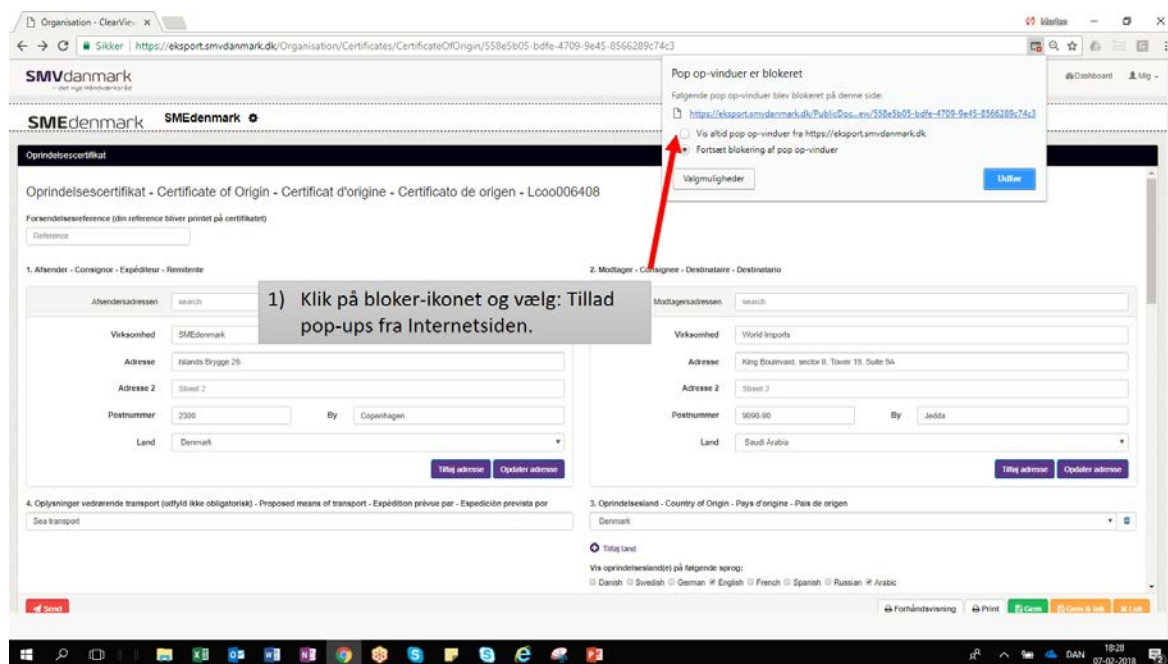 Organisation - ClearView
Sikker | https://eksport.smvdanmark.dk/Organisation/Certificates/CertificateOfOrigin/558e5b05-bdfe-4709-9e45-8566289c74c3
SMVdanmark
- det nye Håndværksråd
Dashboard Mig
SMEdenmark SMEdenmark
Pop op-vinduer er blokeret
Følgende pop op-vinduer blev blokeret på denne side:
https://eksport.smvdanmark.dk/PublicDoc...ew/558e5b05-bdfe-4709-9e45-8566289c74c3
Vis altid pop op-vinduer fra https://eksport.smvdanmark.dk
Fortsæt blokering af pop op-vinduer
Valgmuligheder Udfør
Oprindelsescertifikat
Oprindelsescertifikat - Certificate of Origin - Certificat d'origine - Certificato de origen - Lcoo006408
Forsendelsesreference (din reference bliver printet på certifikatet)
Reference
1. Afsender - Consignor - Expéditeur - Remitente
2. Modtager - Consignee - Destinataire - Destinatario
1) Klik på bloker-ikonet og vælg: Tillad
pop-ups fra Internetsiden.
Afsendersadressen search
Virksomhed SMEdenmark
Adresse Islands Brygge 26
Adresse 2 Street 2
Postnummer 2300 By Copenhagen
Land Denmark
Tilføj adresse Opdater adresse
Modtagersadressen search
Virksomhed World Imports
Adresse King Boulevard, sector II, Tower 19, Suite 9A
Adresse 2 Street 2
Postnummer 9090-90 By Jedda
Land Saudi Arabia
Tilføj adresse Opdater adresse
4. Oplysninger vedrørende transport (udfyld ikke obligatorisk) - Proposed means of transport - Expédition prévue par - Espedición prevista por
Sea transport
3. Oprindelsesland - Country of Origin - Pays d'origine - Pais de origen
Denmark
Tilføj land
Vis oprindelsesland(e) på følgende sprog:
Danish Swedish German English French Spanish Russian Arabic
Send
Forhåndsvisning Print Gem Gem & luk Luk
DAN 18:28
07-02-2018